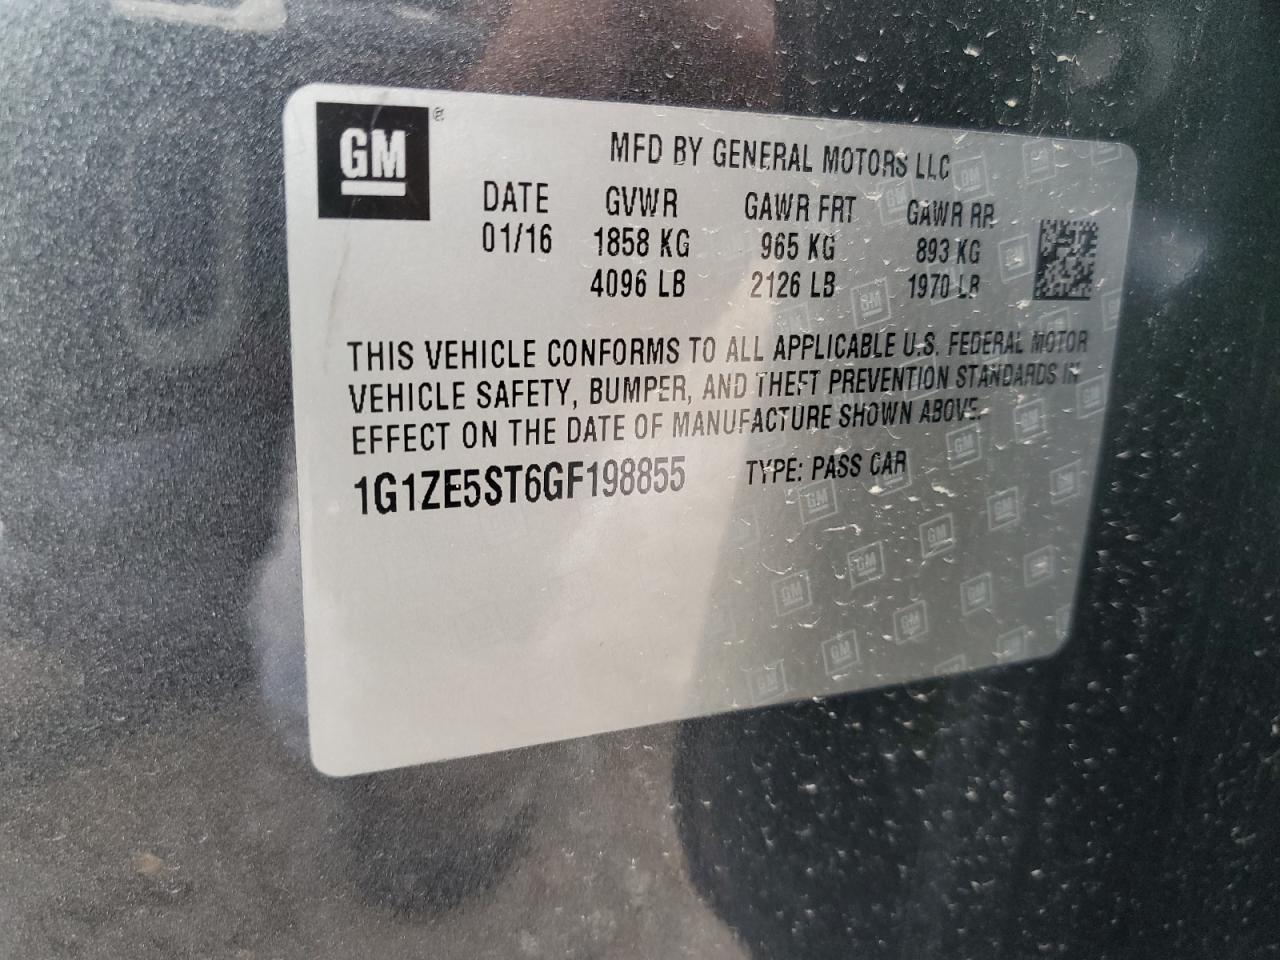 GM ®
MFD BY GENERAL MOTORS LLC
DATE GVWR GAWR FRT GAWR RR
01/16 1858 KG 965 KG 893 KG
4096 LB 2126 LB 1970 LB
THIS VEHICLE CONFORMS TO ALL APPLICABLE U.S. FEDERAL MOTOR
VEHICLE SAFETY, BUMPER, AND THEFT PREVENTION STANDARDS IN
EFFECT ON THE DATE OF MANUFACTURE SHOWN ABOVE.
1G1ZE5ST6GF198855 TYPE: PASS CAR